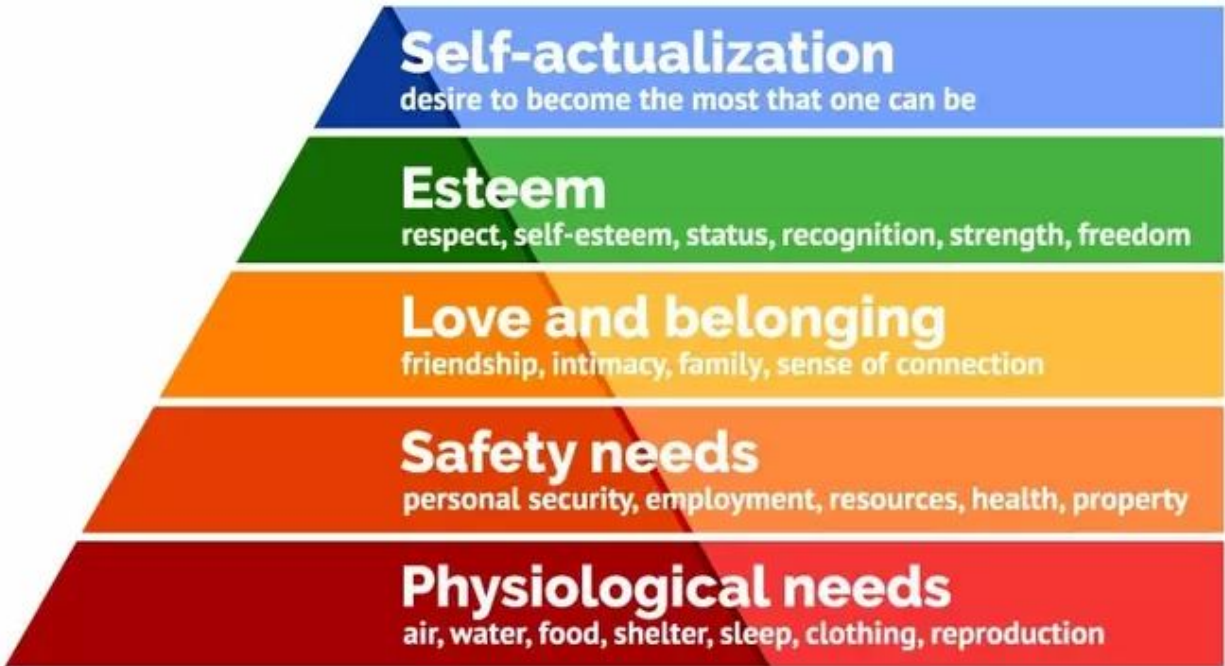 Self-actualization
desire to become the most that one can be
Esteem
respect, self-esteem, status, recognition, strength, freedom
Love and belonging
friendship, intimacy, family, sense of connection
Safety needs
personal security, employment, resources, health, property
Physiological needs
air, water, food, shelter, sleep, clothing, reproduction